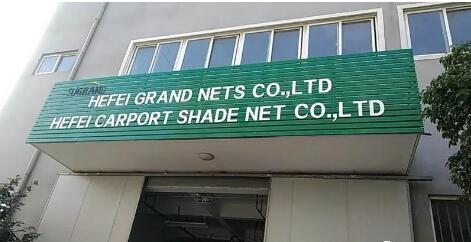 HEFEI GRAND NETS CO.,LTD
HEFEI CARPORT SHADE NET CO.,LTD